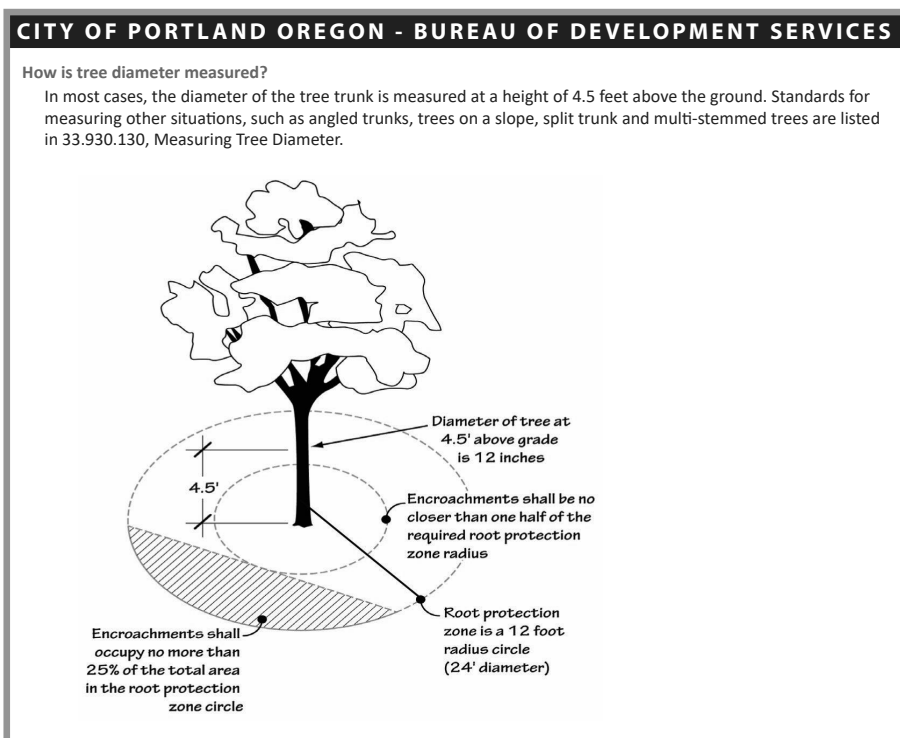 CITY OF PORTLAND OREGON - BUREAU OF DEVELOPMENT SERVICES
How is tree diameter measured?
In most cases, the diameter of the tree trunk is measured at a height of 4.5 feet above the ground. Standards for
measuring other situations, such as angled trunks, trees on a slope, split trunk and multi-stemmed trees are listed
in 33.930.130, Measuring Tree Diameter.
Diameter of tree at
4.5' above grade
is 12 inches
4.5'
Encroachments shall be no
closer than one half of the
required root protection
zone radius
Root protection
zone is a 12 foot
radius circle
(24' diameter)
Encroachments shall
occupy no more than
25% of the total area
in the root protection
zone circle